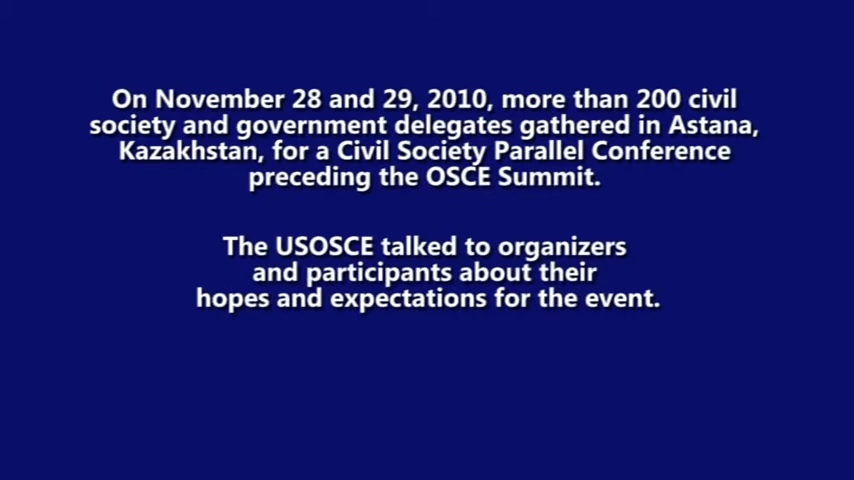 On November 28 and 29, 2010, more than 200 civil
society and government delegates gathered in Astana,
Kazakhstan, for a Civil Society Parallel Conference
preceding the OSCE Summit.
The USOSCE talked to organizers
and participants about their
hopes and expectations for the event.